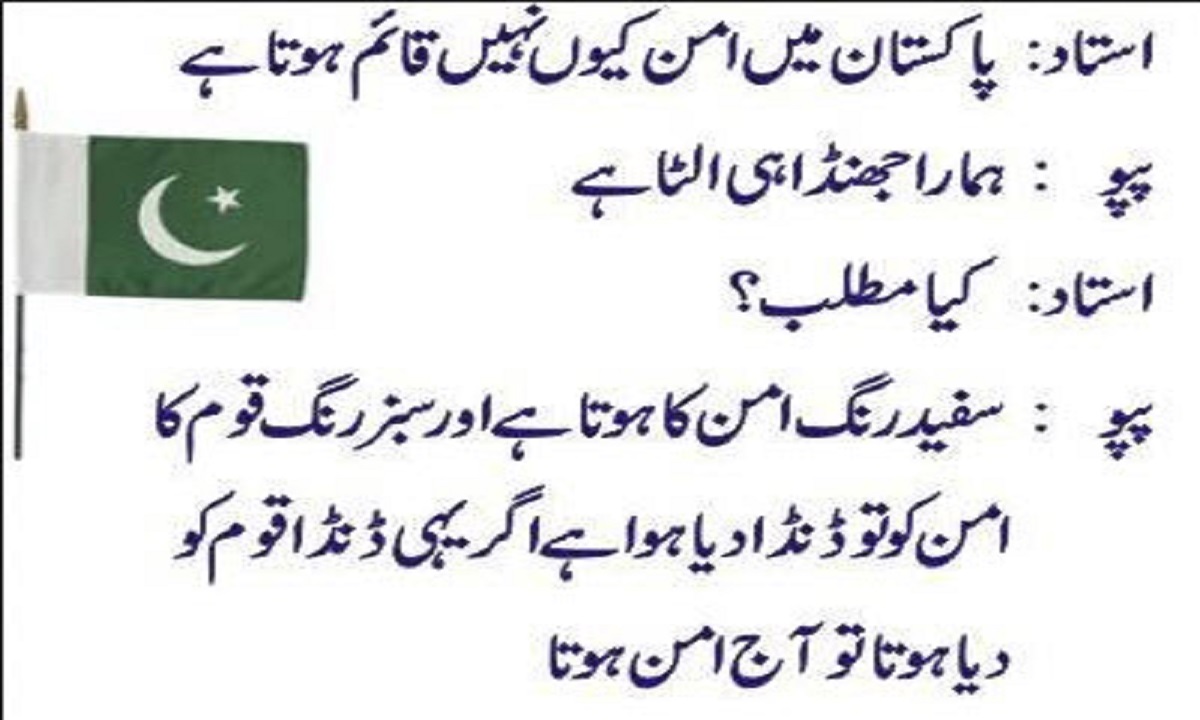 استاد: پاکستان میں امن کیوں نہیں قائم ہوتا ہے
پپو : ہمارا جھنڈا ہی الٹا ہے
استاد: کیا مطلب؟
پپو : سفید رنگ امن کا ہوتا ہے اور سبز رنگ قوم کا
امن کو تو ڈنڈا دیا ہوا ہے اگر یہی ڈنڈا قوم کو
دیا ہوتا تو آج امن ہوتا